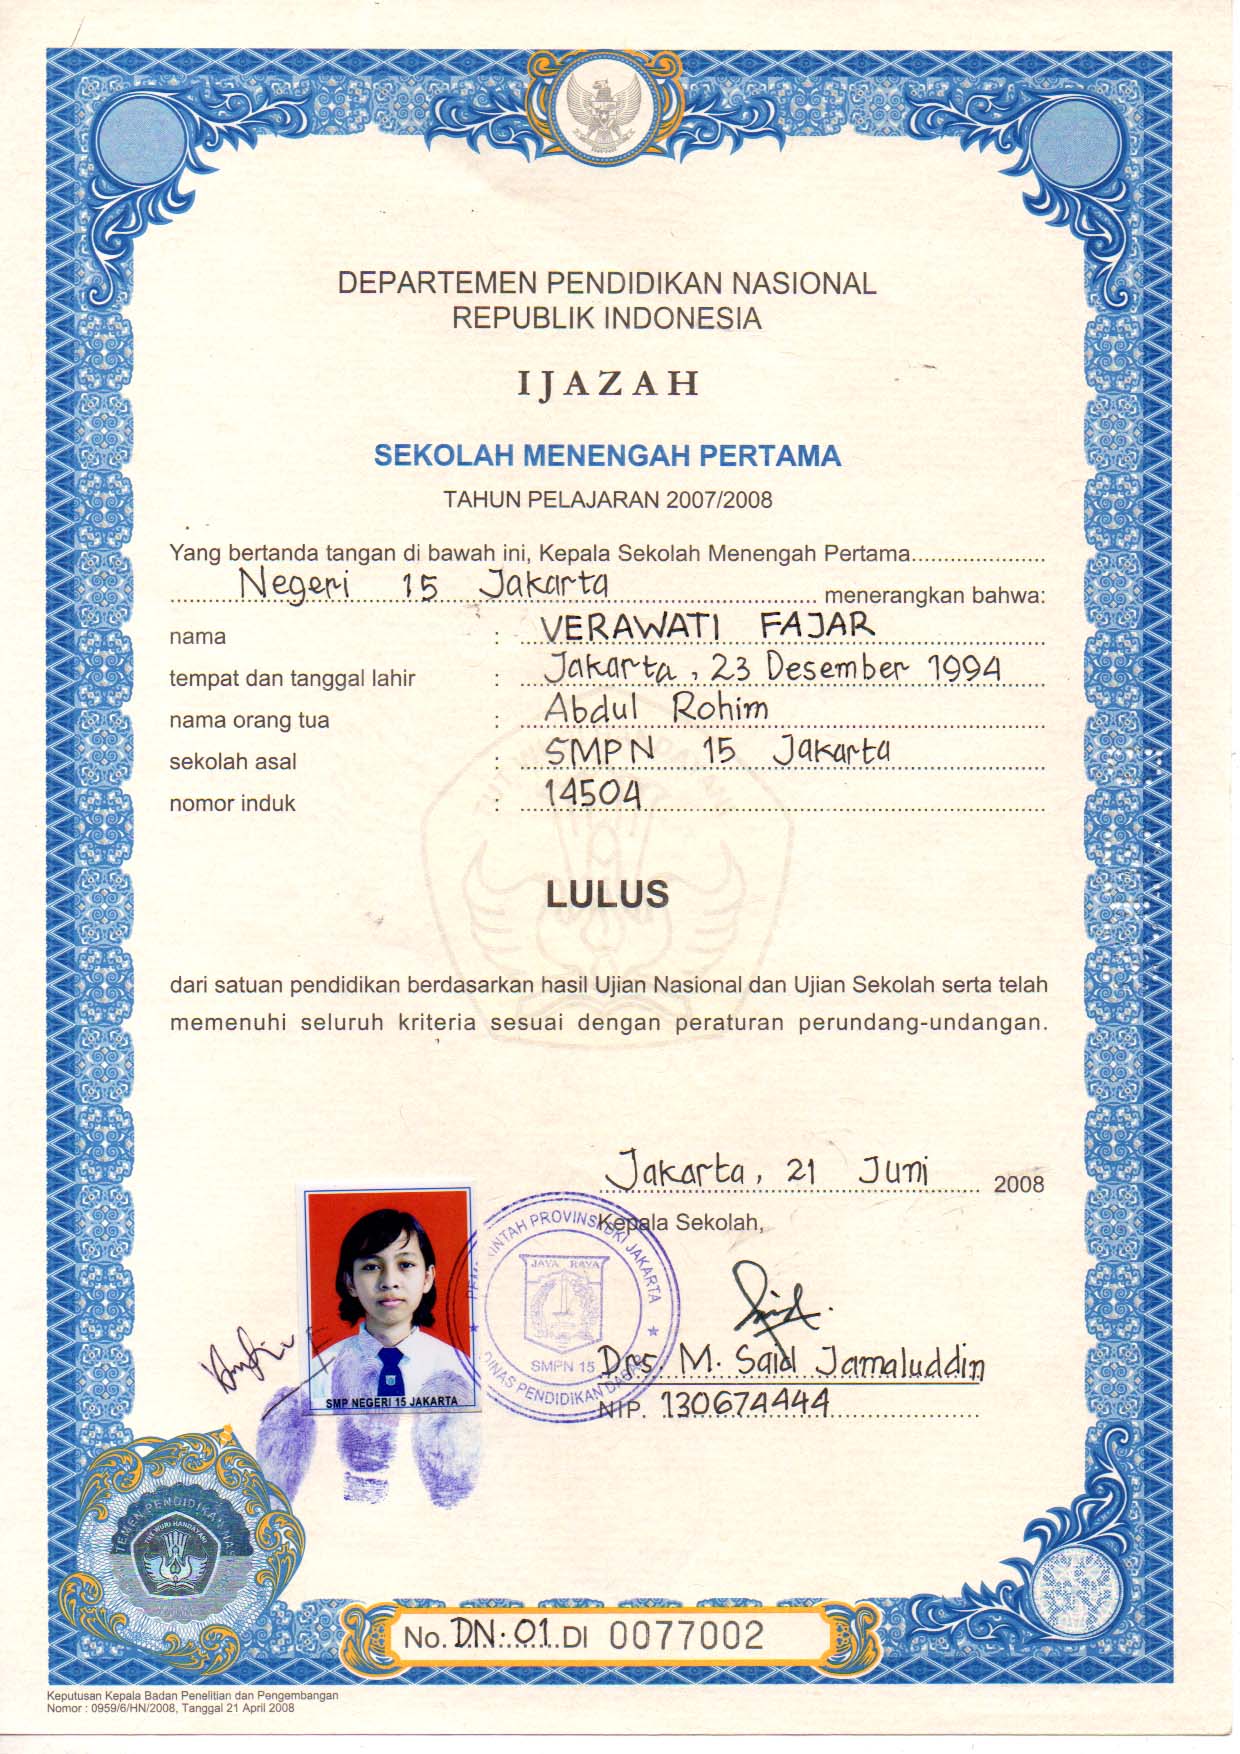 DEPARTEMEN PENDIDIKAN NASIONAL
REPUBLIK INDONESIA
IJAZAH
SEKOLAH MENENGAH PERTAMA
TAHUN PELAJARAN 2007/2008
Yang bertanda tangan di bawah ini, Kepala Sekolah Menengah Pertama....................
Negeri 15 Jakarta menerangkan bahwa:
nama : VERAWATI FAJAR
tempat dan tanggal lahir : Jakarta, 23 Desember 1994
nama orang tua : Abdul Rohim
sekolah asal : SMPN 15 Jakarta
nomor induk : 14504
LULUS
dari satuan pendidikan berdasarkan hasil Ujian Nasional dan Ujian Sekolah serta telah
memenuhi seluruh kriteria sesuai dengan peraturan perundang-undangan.
Jakarta, 21 Juni 2008
Kepala Sekolah,
PROVINSI DKI JAKARTA
JAYA RAYA
SMPN 15
DINAS PENDIDIKAN DASAR
Drs. M. Said Jamaluddin
NIP. 130674444
SMP NEGERI 15 JAKARTA
TUT WURI HANDAYANI
No. DN.01 DI 0077002
Keputusan Kepala Badan Penelitian dan Pengembangan
Nomor : 0959/6/HN/2008, Tanggal 21 April 2008